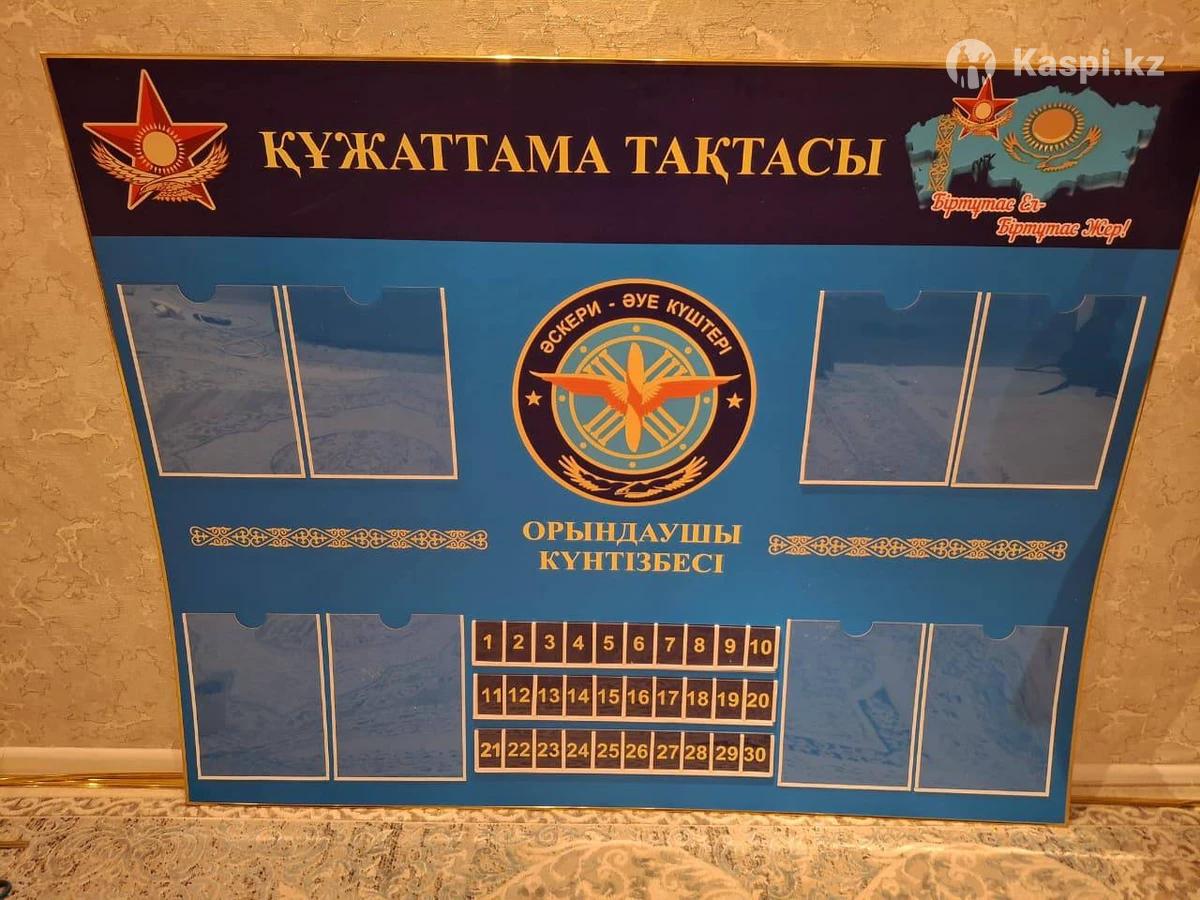 Kaspi.kz
ҚҰЖАТТАМА ТАҚТАСЫ
Біртұтас Ел-
Біртұтас Жер!
ӘСКЕРИ - ӘУЕ КҮШТЕРІ
ОРЫНДАУШЫ
КҮНТІЗБЕСІ
1 2 3 4 5 6 7 8 9 10
11 12 13 14 15 16 17 18 19 20
21 22 23 24 25 26 27 28 29 30